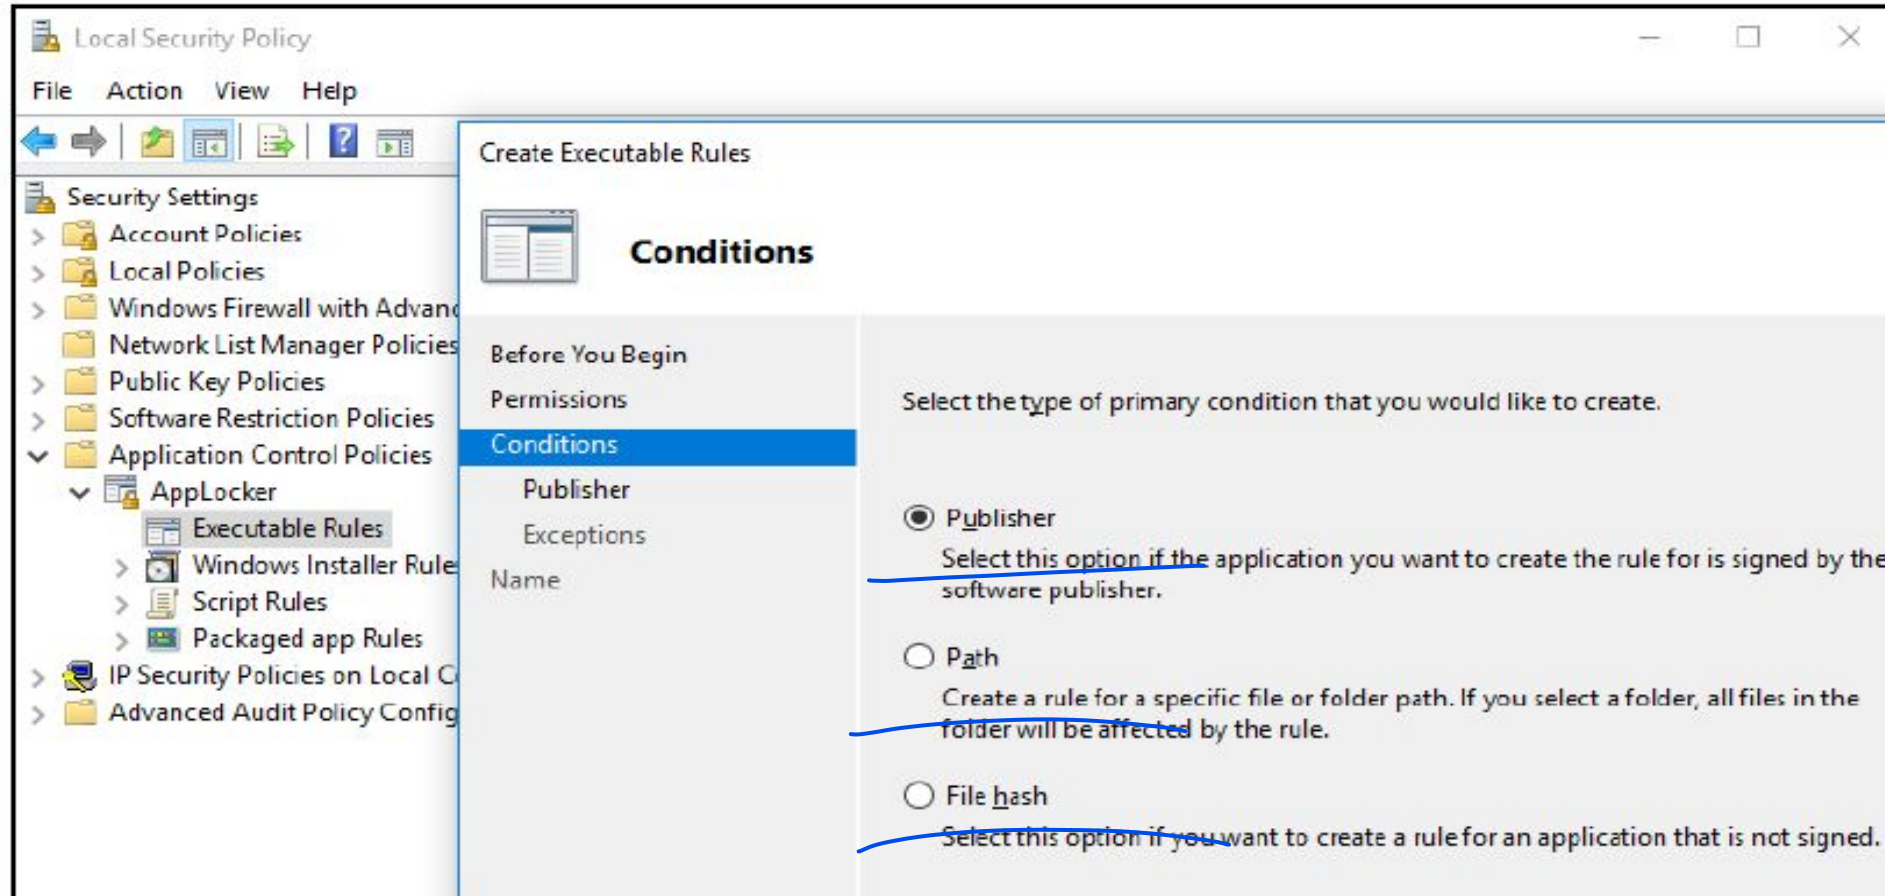 Local Security Policy
File Action View Help
Create Executable Rules
Conditions
Security Settings
Account Policies
Local Policies
Windows Firewall with Advanc
Network List Manager Policies
Public Key Policies
Software Restriction Policies
Application Control Policies
AppLocker
Executable Rules
Windows Installer Rule
Script Rules
Packaged app Rules
IP Security Policies on Local C
Advanced Audit Policy Config
Before You Begin
Permissions
Conditions
Publisher
Exceptions
Name
Select the type of primary condition that you would like to create.
Publisher
Select this option if the application you want to create the rule for is signed by the
software publisher.
Path
Create a rule for a specific file or folder path. If you select a folder, all files in the
folder will be affected by the rule.
File hash
Select this option if you want to create a rule for an application that is not signed.